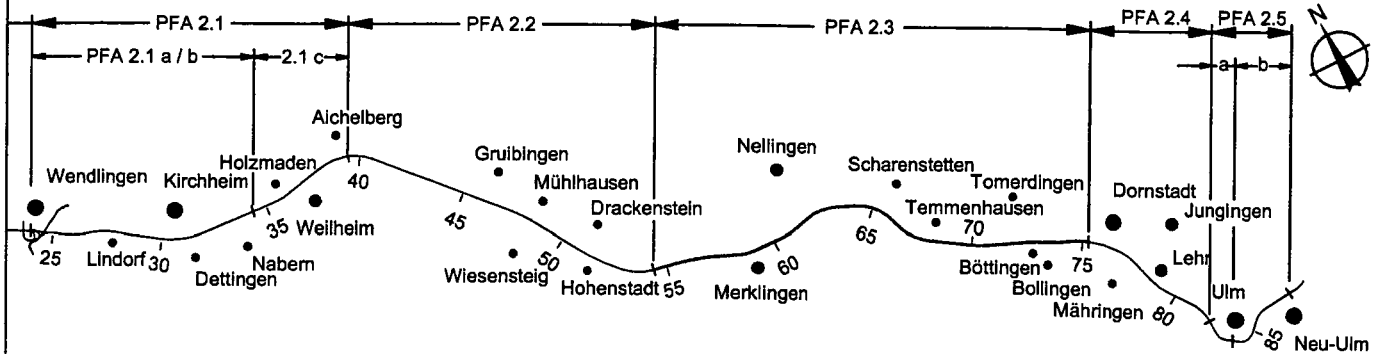 PFA 2.1
PFA 2.2
PFA 2.3
PFA 2.4
PFA 2.5
N
PFA 2.1 a / b
2.1 c
a
b
Aichelberg
Holzmaden
Kirchheim
Wendlingen
Gruibingen
Mühlhausen
Drackenstein
Nellingen
Scharenstetten
Tomerdingen
Temmenhausen
Dornstadt
Jungingen
40
45
35
Weilheim
25
Lindorf
30
Dettingen
Nabern
50
Wiesensteig
Hohenstadt
55
60
Merklingen
65
70
75
Böttingen
Bollingen
Mähringen
Lehr
80
Ulm
85
Neu-Ulm